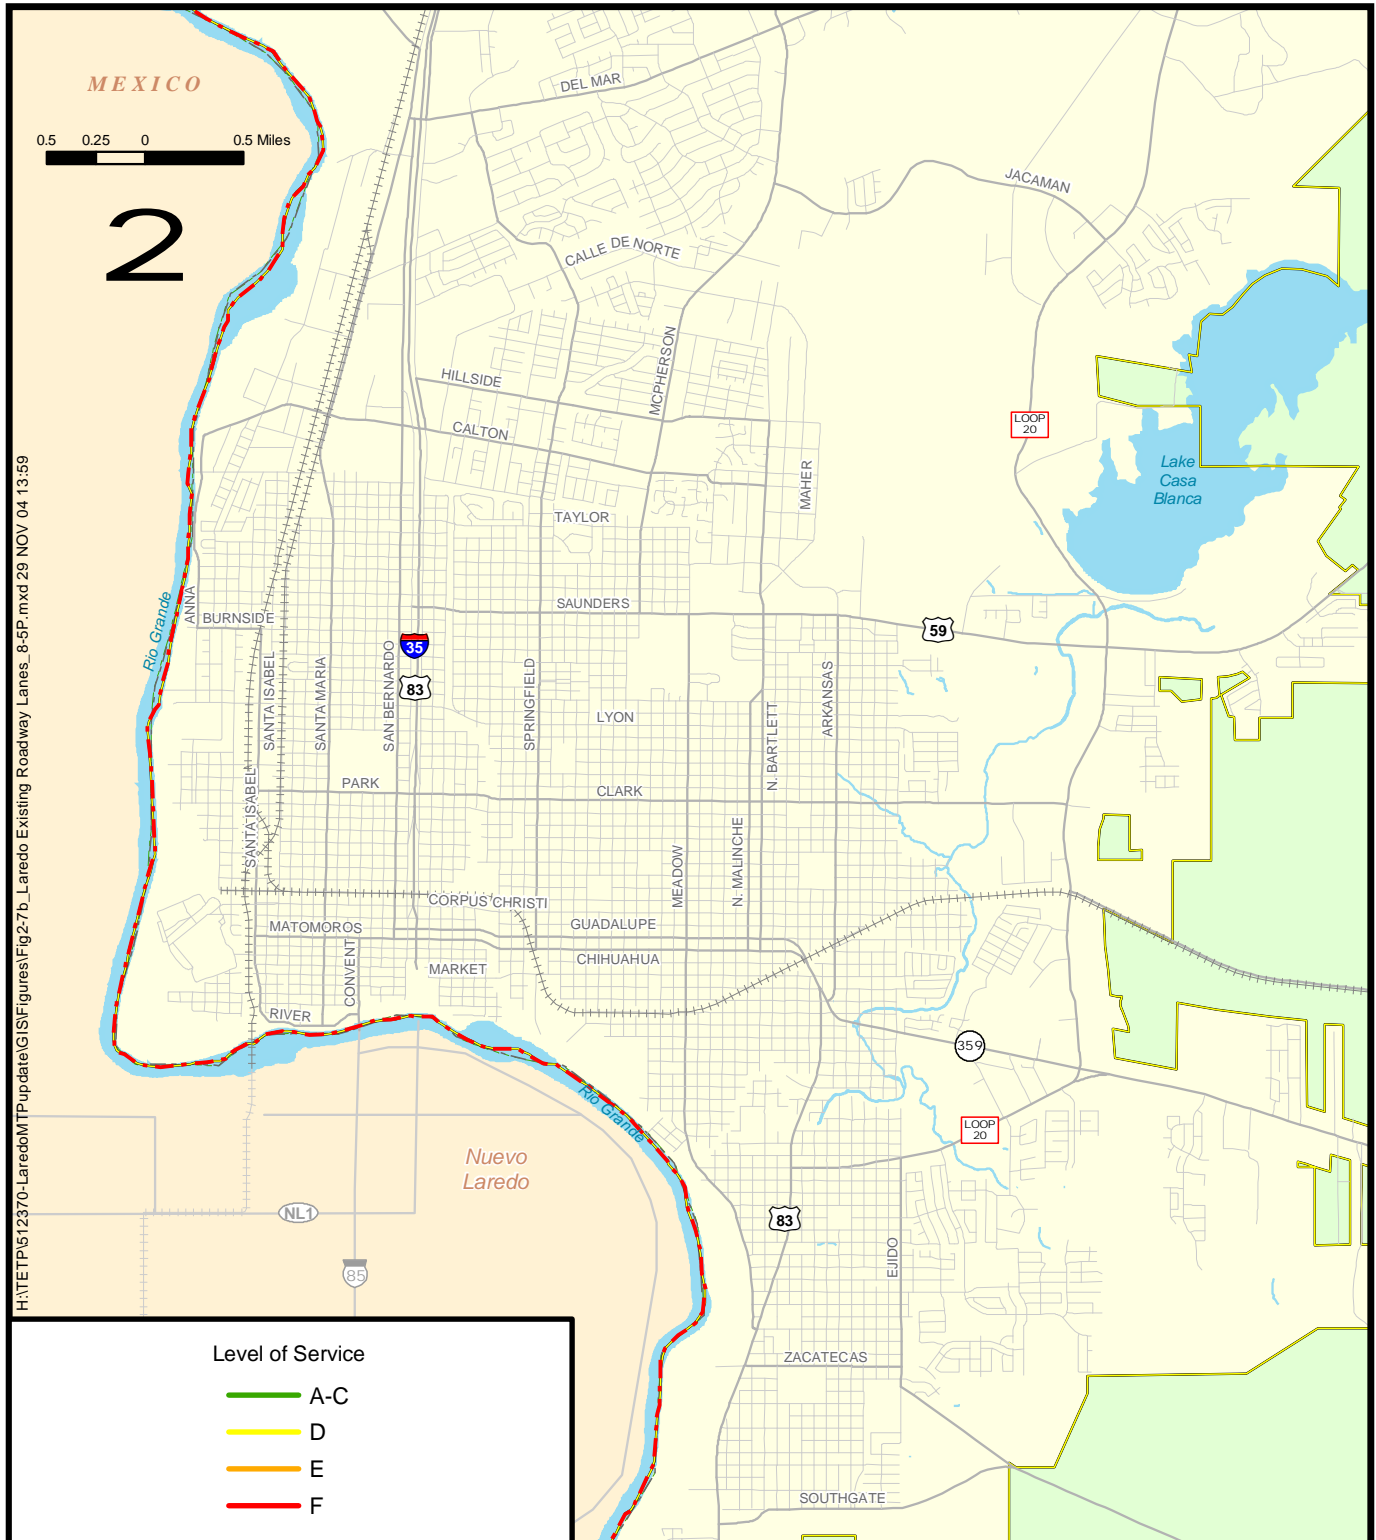 MEXICO
0.5 0.25 0 0.5 Miles
2
DEL MAR
JACAMAN
CALLE DE NORTE
MCPHERSON
HILLSIDE
CALTON
LOOP
20
Lake
Casa
Blanca
MAHER
TAYLOR
H:\TETP\512370-LaredoMTPupdate\GIS\Figures\Fig2-7b_Laredo Existing Roadway Lanes_8-5P.mxd 29 NOV 04 13:59
ANNA
BURNSIDE
SAUNDERS
59
Rio Grande
35
83
SANTA ISABEL
SANTA MARIA
SAN BERNARDO
SPRINGFIELD
LYON
N. BARTLETT
ARKANSAS
PARK
CLARK
SANTA ISABEL
MEADOW
N. MALINCHE
CORPUS CHRISTI
MATOMOROS
GUADALUPE
CHIHUAHUA
CONVENT
MARKET
RIVER
359
Rio Grande
LOOP
20
Nuevo
Laredo
NL1
83
EJIDO
85
ZACATECAS
SOUTHGATE
Level of Service
A-C
D
E
F